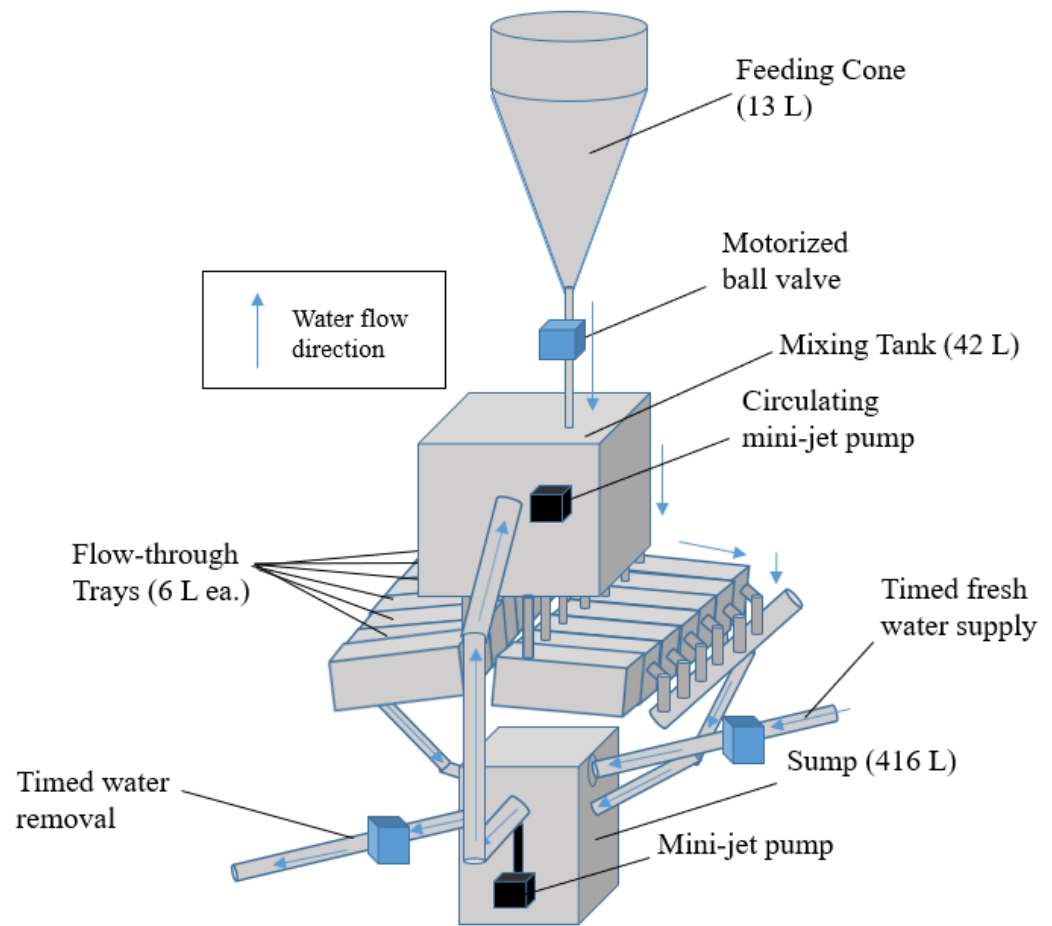 Feeding Cone
(13 L)
Motorized
ball valve
Water flow
direction
Mixing Tank (42 L)
Circulating
mini-jet pump
Flow-through
Trays (6 L ea.)
Timed fresh
water supply
Sump (416 L)
Timed water
removal
Mini-jet pump